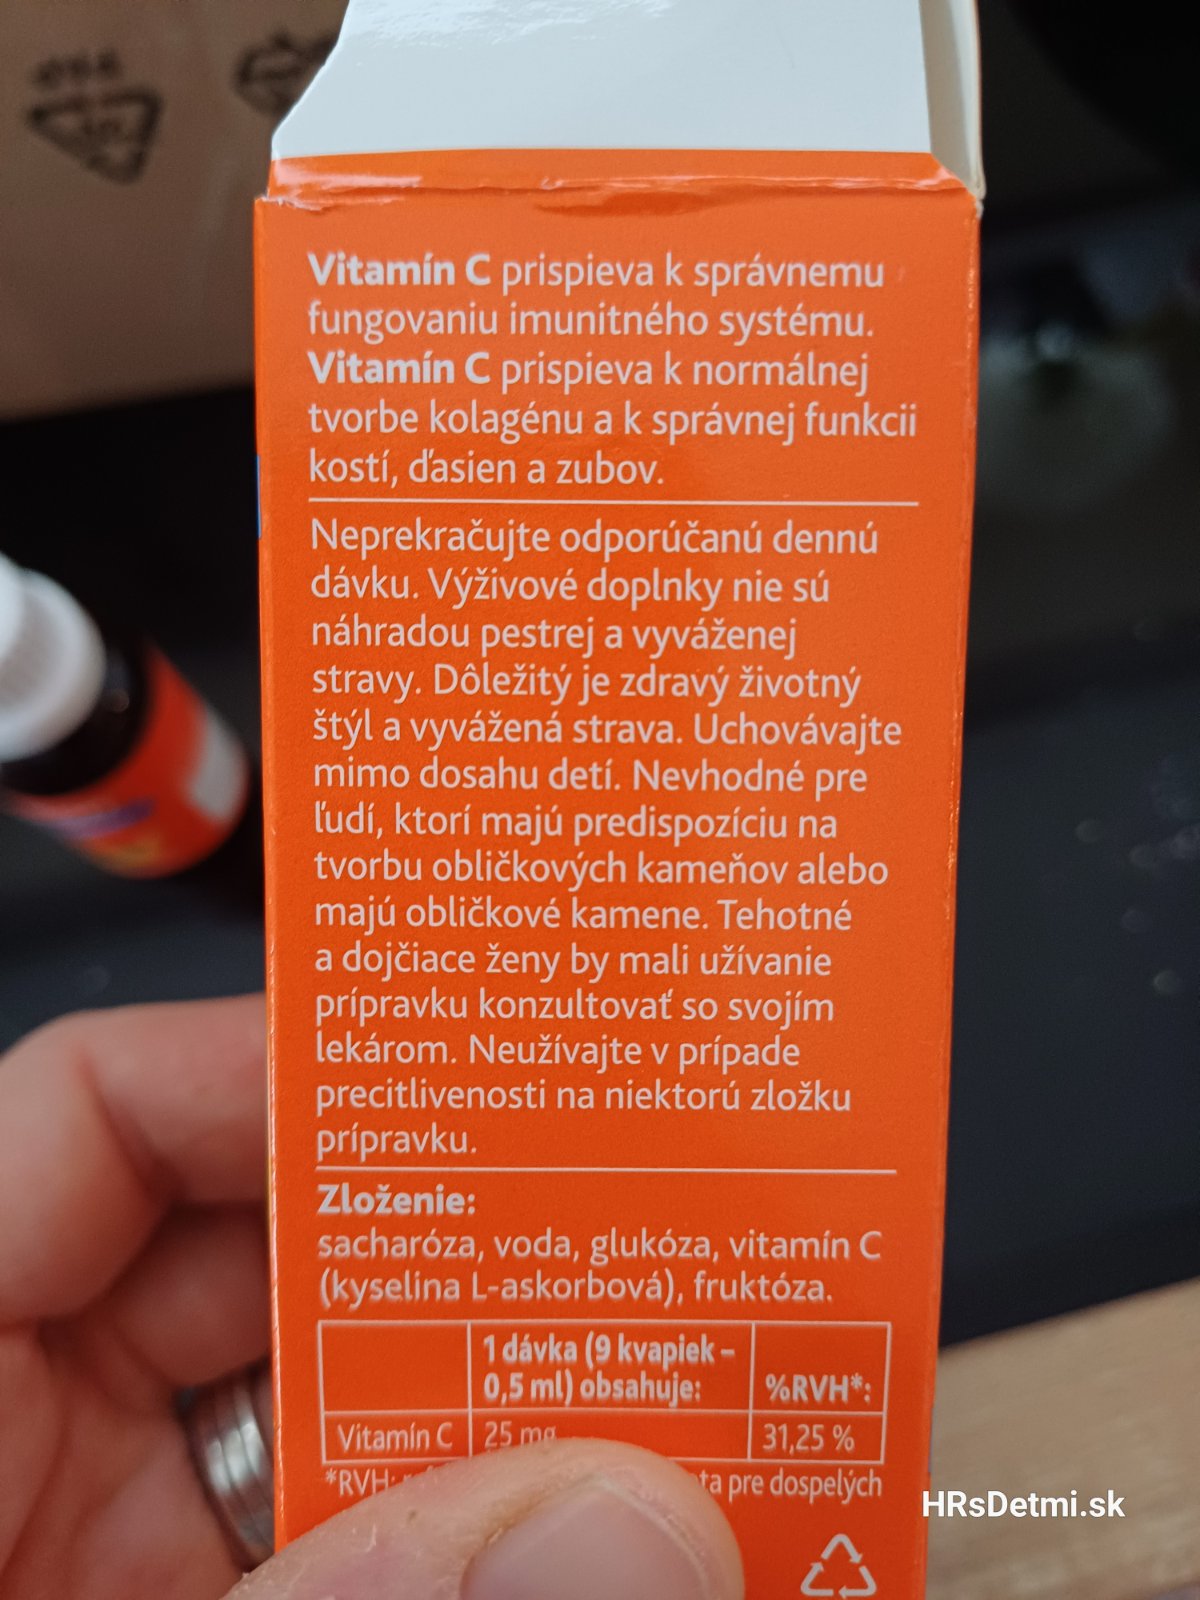 Vitamín C prispieva k správnemu
fungovaniu imunitného systému.
Vitamín C prispieva k normálnej
tvorbe kolagénu a k správnej funkcii
kostí, ďasien a zubov.
Neprekračujte odporúčanú dennú
dávku. Výživové doplnky nie sú
náhradou pestrej a vyváženej
stravy. Dôležitý je zdravý životný
štýl a vyvážená strava. Uchovávajte
mimo dosahu detí. Nevhodné pre
ľudí, ktorí majú predispozíciu na
tvorbu obličkových kameňov alebo
majú obličkové kamene. Tehotné
a dojčiace ženy by mali užívanie
prípravku konzultovať so svojím
lekárom. Neužívajte v prípade
precitlivenosti na niektorú zložku
prípravku.
Zloženie:
sacharóza, voda, glukóza, vitamín C
(kyselina L-askorbová), fruktóza.
1 dávka (9 kvapiek –
0,5 ml) obsahuje: %RVH*:
Vitamín C 25 mg 31,25 %
*RVH: pre dospelých
HRsDetmi.sk